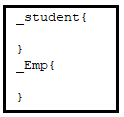 _student{
}
_Emp{
}